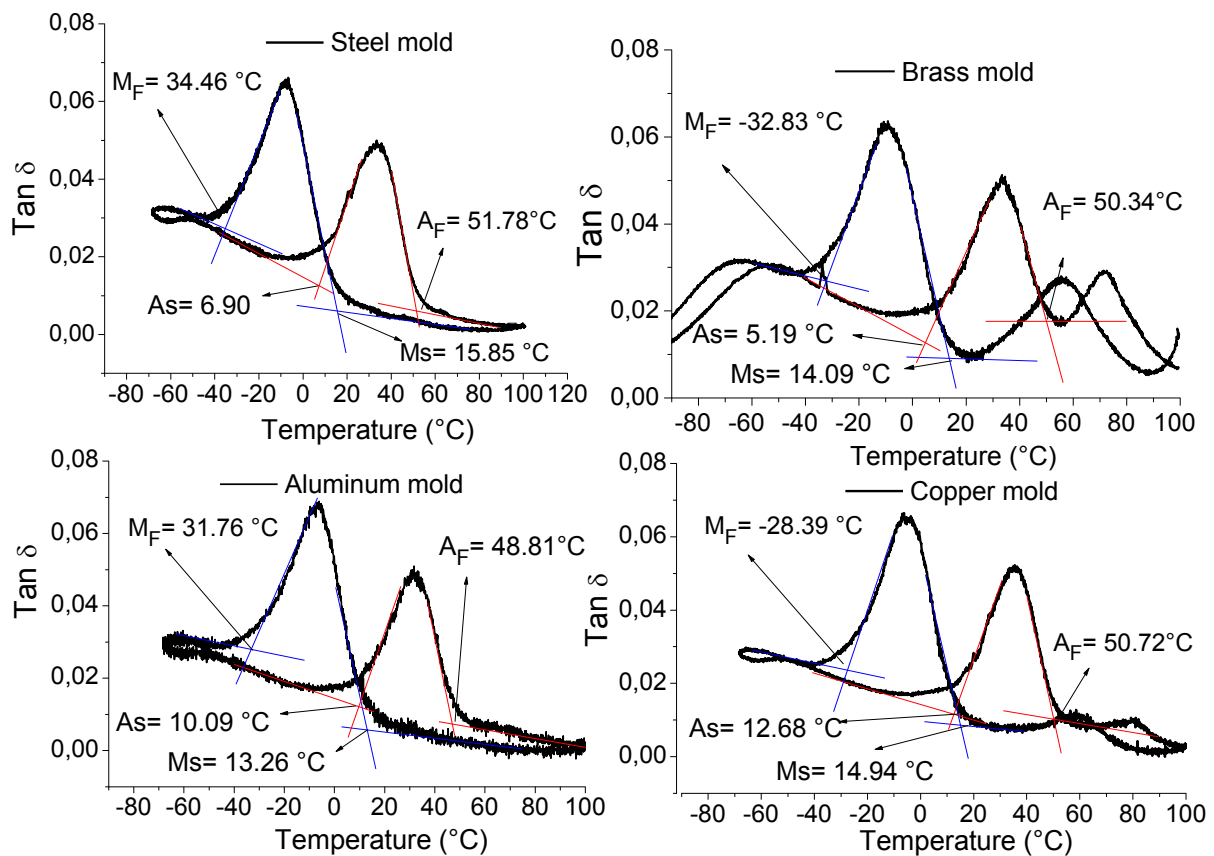 Steel mold
M_F= 34.46 °C
A_F= 51.78°C
As= 6.90
Ms= 15.85 °C
Tan δ
0,08
0,06
0,04
0,02
0,00
-80 -60 -40 -20 0 20 40 60 80 100 120
Temperature (°C)
Brass mold
M_F= -32.83 °C
A_F= 50.34°C
As= 5.19 °C
Ms= 14.09 °C
Tan δ
0,08
0,06
0,04
0,02
0,00
-80 -60 -40 -20 0 20 40 60 80 100
Temperature (°C)
Aluminum mold
M_F= 31.76 °C
A_F= 48.81°C
As= 10.09 °C
Ms= 13.26 °C
Tan δ
0,08
0,06
0,04
0,02
0,00
-80 -60 -40 -20 0 20 40 60 80 100
Temperature (°C)
Copper mold
M_F= -28.39 °C
A_F= 50.72°C
As= 12.68 °C
Ms= 14.94 °C
Tan δ
0,08
0,06
0,04
0,02
0,00
-80 -60 -40 -20 0 20 40 60 80 100
Temperature (°C)